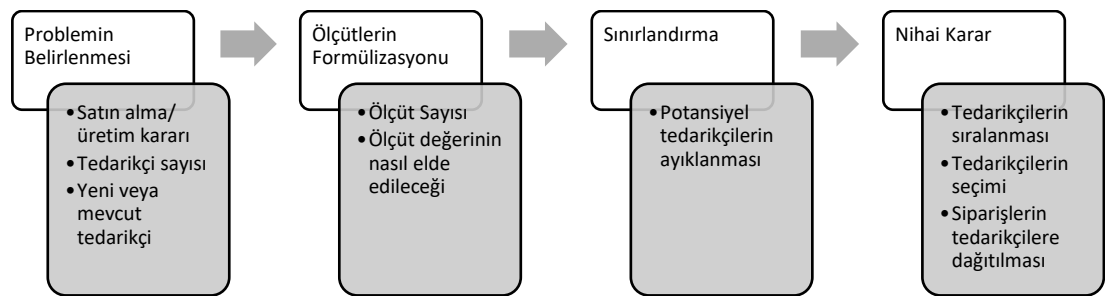 Problemin
Belirlenmesi
•Satın alma/
üretim kararı
•Tedarikçi sayısı
•Yeni veya
mevcut
tedarikçi
Ölçütlerin
Formülizasyonu
•Ölçüt Sayısı
•Ölçüt değerinin
nasıl elde
edileceği
Sınırlandırma
•Potansiyel
tedarikçilerin
ayıklanması
Nihai Karar
•Tedarikçilerin
sıralanması
•Tedarikçilerin
seçimi
•Siparişlerin
tedarikçilere
dağıtılması